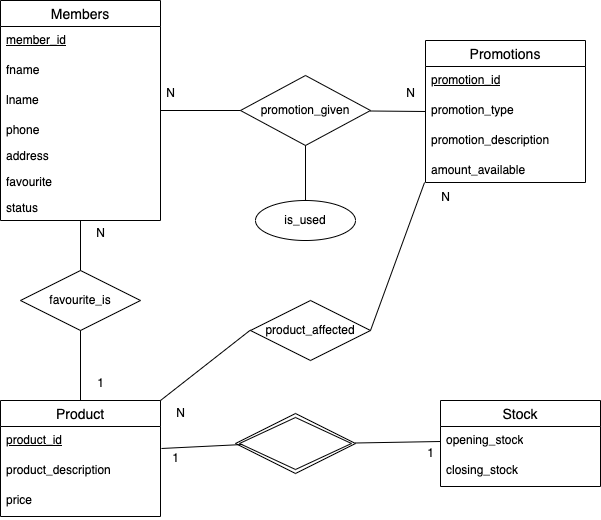 Members
member_id
fname
lname
phone
address
favourite
status
N
promotion_given
N
is_used
Promotions
promotion_id
promotion_type
promotion_description
amount_available
N
N
favourite_is
1
product_affected
N
Product
product_id
product_description
price
1
1
Stock
opening_stock
closing_stock